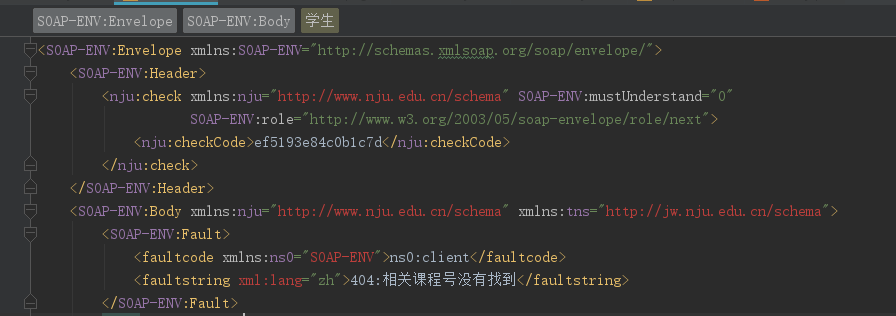 SOAP-ENV:Envelope SOAP-ENV:Body 学生
<SOAP-ENV:Envelope xmlns:SOAP-ENV="http://schemas.xmlsoap.org/soap/envelope/">
<SOAP-ENV:Header>
<nju:check xmlns:nju="http://www.nju.edu.cn/schema" SOAP-ENV:mustUnderstand="0"
SOAP-ENV:role="http://www.w3.org/2003/05/soap-envelope/role/next">
<nju:checkCode>ef5193e84c0b1c7d</nju:checkCode>
</nju:check>
</SOAP-ENV:Header>
<SOAP-ENV:Body xmlns:nju="http://www.nju.edu.cn/schema" xmlns:tns="http://jw.nju.edu.cn/schema">
<SOAP-ENV:Fault>
<faultcode xmlns:ns0="SOAP-ENV">ns0:client</faultcode>
<faultstring xml:lang="zh">404:相关课程号没有找到</faultstring>
</SOAP-ENV:Fault>